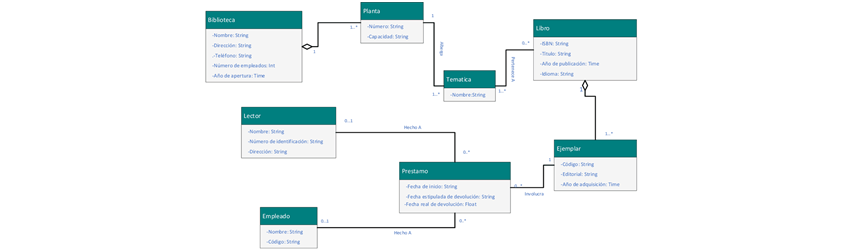 Biblioteca
-Nombre: String
-Dirección: String
-Teléfono: String
-Número de empleados: Int
-Año de apertura: Time
1
1..*
Planta
-Número: String
-Capacidad: String
1
Alberga
1..*
Tematica
-Nombre:String
1..*
Pertenece A
0..*
Libro
-ISBN: String
-Titulo: String
-Año de publicación: Time
-Idioma: String
1
1..*
Ejemplar
-Código: String
-Editorial: String
-Año de adquisición: Time
1
0..*
Lector
-Nombre: String
-Número de identificación: String
-Dirección: String
0..1
Hecho A
0..*
Prestamo
-Fecha de Inicio: String
-Fecha estipulada de devolución: String
-Fecha real de devolución: Float
0..*
Hecho A
0..1
Empleado
-Nombre: String
-Código: String